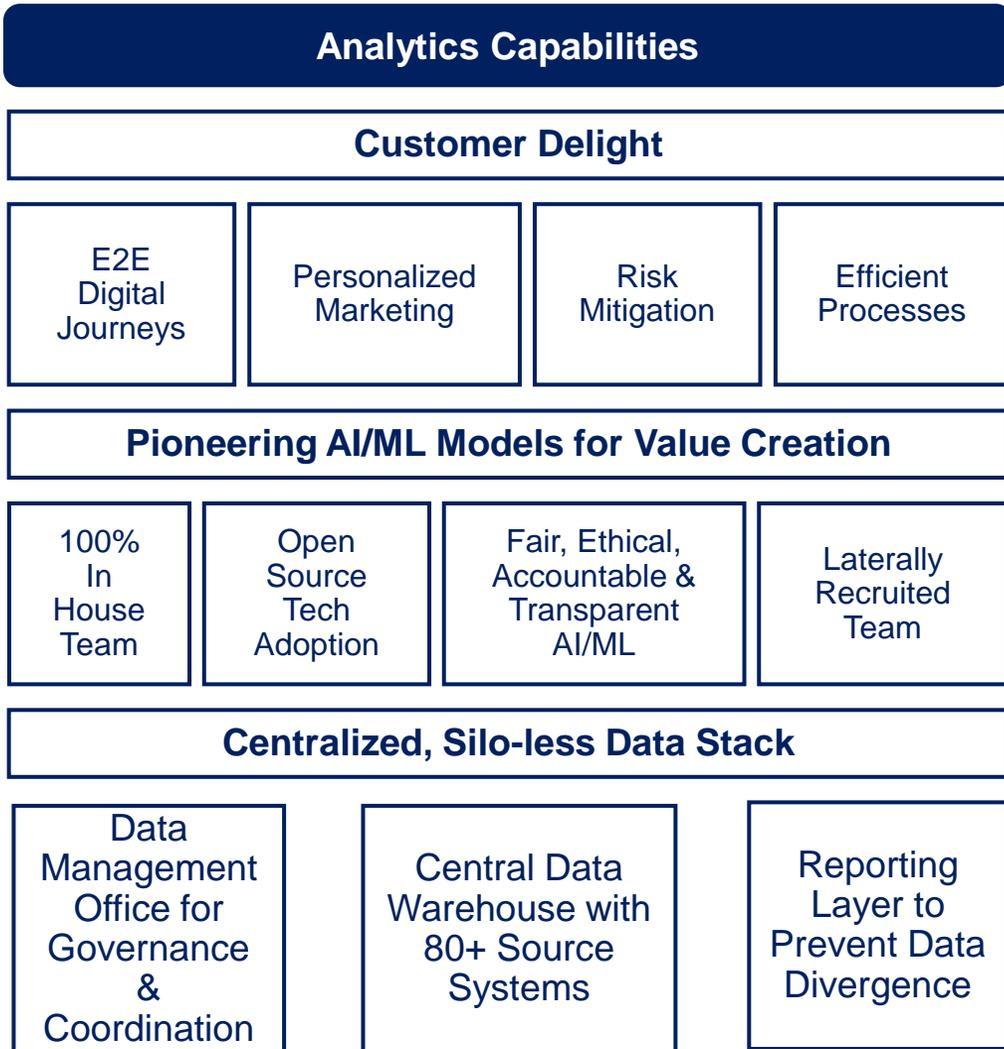 Analytics Capabilities
Customer Delight
E2E
Digital
Journeys
Personalized
Marketing
Risk
Mitigation
Efficient
Processes
Pioneering AI/ML Models for Value Creation
100%
In
House
Team
Open
Source
Tech
Adoption
Fair, Ethical,
Accountable &
Transparent
AI/ML
Laterally
Recruited
Team
Centralized, Silo-less Data Stack
Data
Management
Office for
Governance
&
Coordination
Central Data
Warehouse with
80+ Source
Systems
Reporting
Layer to
Prevent Data
Divergence